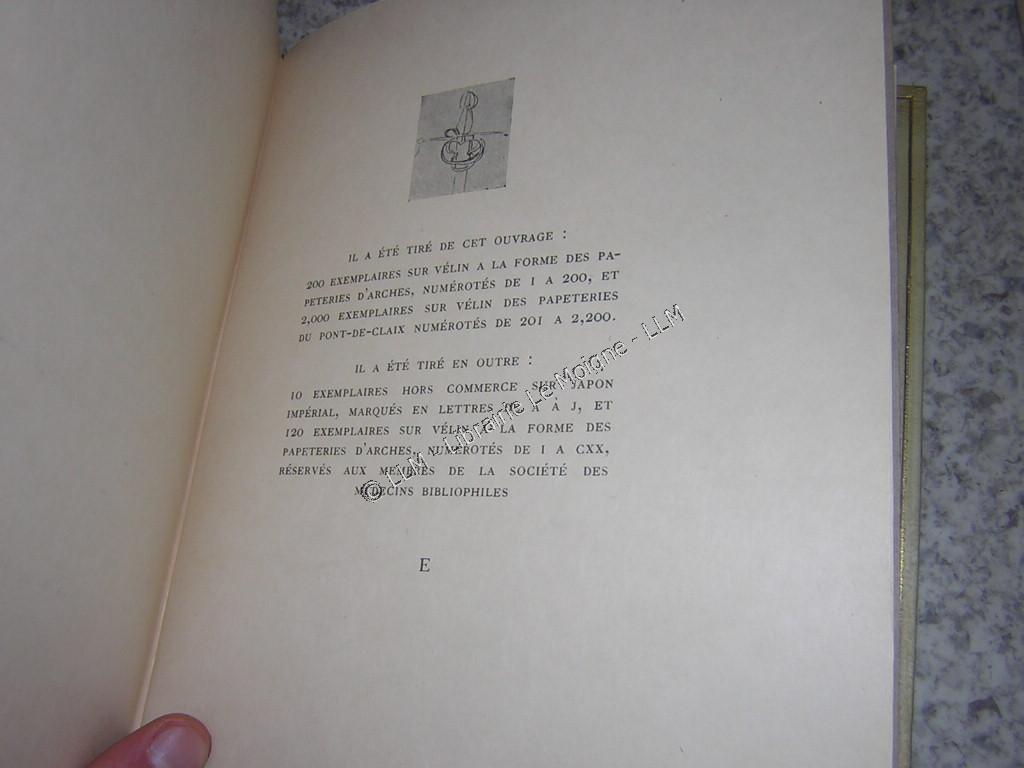 IL A ÉTÉ TIRÉ DE CET OUVRAGE :
200 EXEMPLAIRES SUR VÉLIN A LA FORME DES PA-
PETERIES D'ARCHES, NUMÉROTÉS DE I A 200, ET
2,000 EXEMPLAIRES SUR VÉLIN DES PAPETERIES
DU PONT-DE-CLAIX NUMÉROTÉS DE 201 A 2,200.
IL A ÉTÉ TIRÉ EN OUTRE :
10 EXEMPLAIRES HORS COMMERCE SUR JAPON
IMPÉRIAL, MARQUÉS EN LETTRES DE A A J, ET
120 EXEMPLAIRES SUR VÉLIN A LA FORME DES
PAPETERIES D'ARCHES, NUMÉROTÉS DE I A CXX,
RÉSERVÉS AUX MEMBRES DE LA SOCIÉTÉ DES
MÉDECINS BIBLIOPHILES
E
© LLM - Librairie Le Moigne - LLM